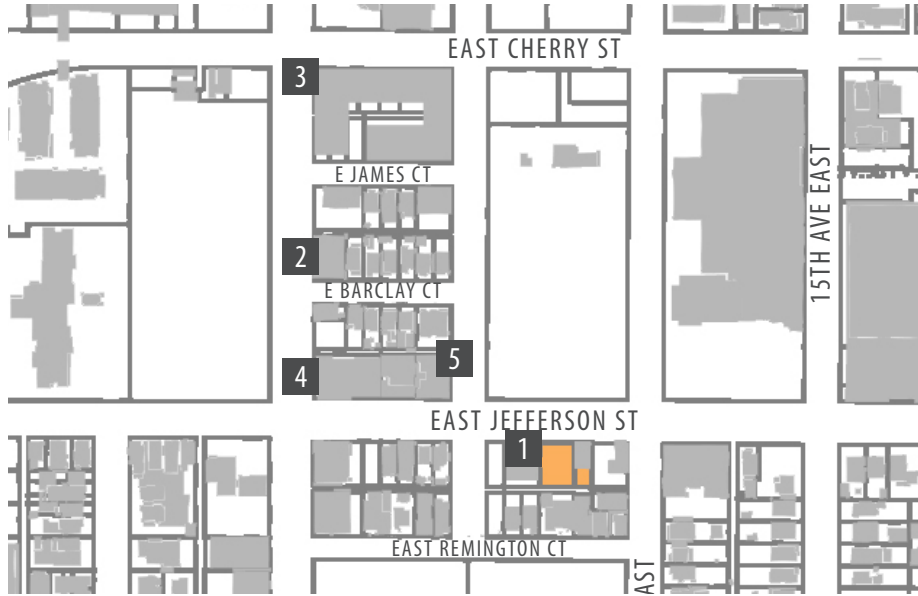 EAST CHERRY ST
3
E JAMES CT
15TH AVE EAST
2
E BARCLAY CT
5
4
EAST JEFFERSON ST
1
EAST REMINGTON CT
AST